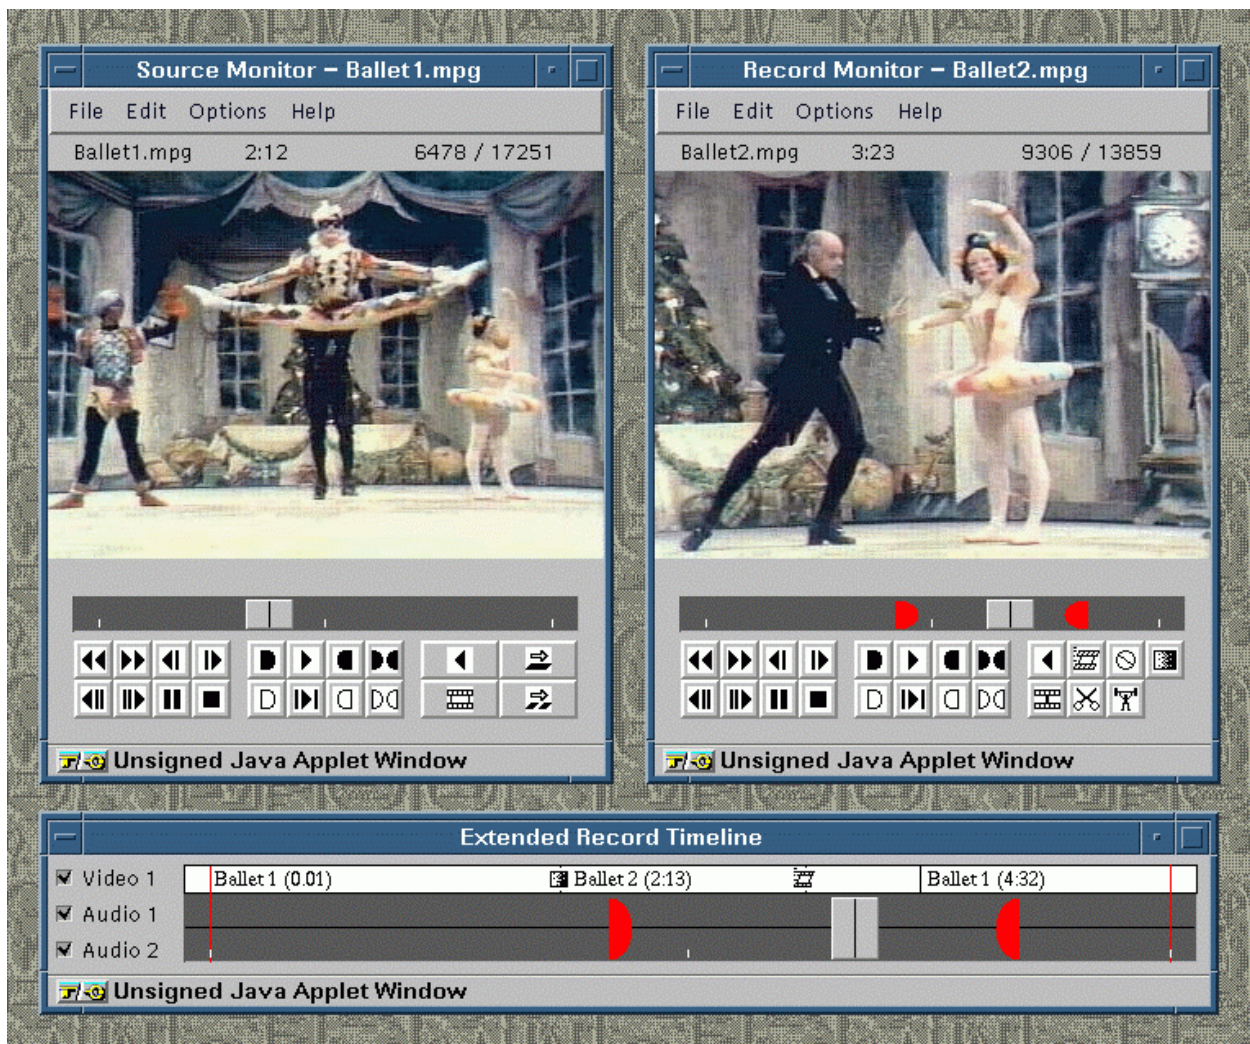 Source Monitor – Ballet1.mpg
File Edit Options Help
Ballet1.mpg 2:12 6478 / 17251
Unsigned Java Applet Window
Record Monitor – Ballet2.mpg
File Edit Options Help
Ballet2.mpg 3:23 9306 / 13859
Unsigned Java Applet Window
Extended Record Timeline
Video 1 Ballet 1 (0.01) Ballet 2 (2:13) Ballet 1 (4:32)
Audio 1
Audio 2
Unsigned Java Applet Window